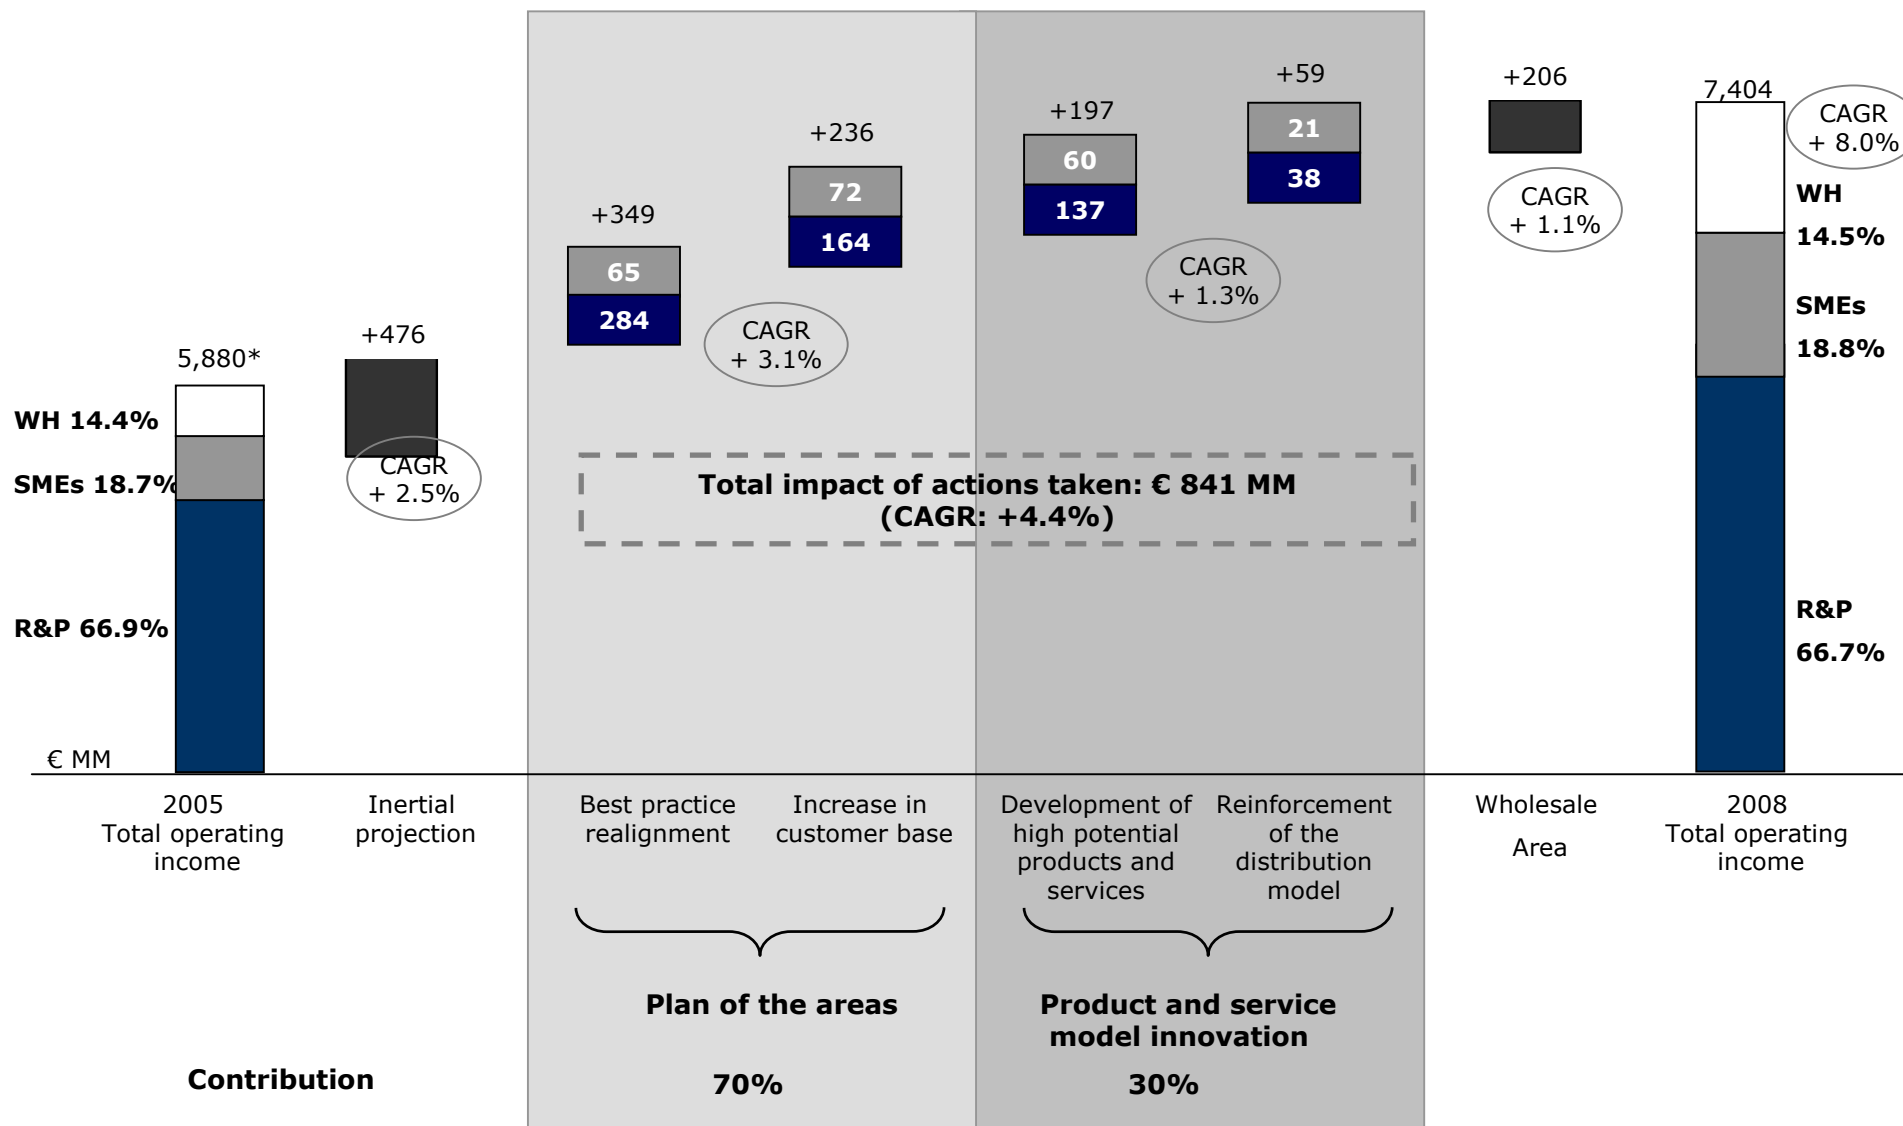 +59
+206
7,404
CAGR
+ 8.0%
+197
21
38
+236
60
137
CAGR
+ 1.1%
WH
14.5%
72
164
+349
65
284
CAGR
+ 1.3%
SMEs
18.8%
CAGR
+ 3.1%
+476
5,880*
WH 14.4%
CAGR
+ 2.5%
SMEs 18.7%
Total impact of actions taken: € 841 MM
(CAGR: +4.4%)
R&P 66.9%
R&P
66.7%
€ MM
2005
Total operating
income
Inertial
projection
Best practice
realignment
Increase in
customer base
Development of
high potential
products and
services
Reinforcement
of the
distribution
model
Wholesale
Area
2008
Total operating
income
Plan of the areas
Product and service
model innovation
Contribution
70%
30%